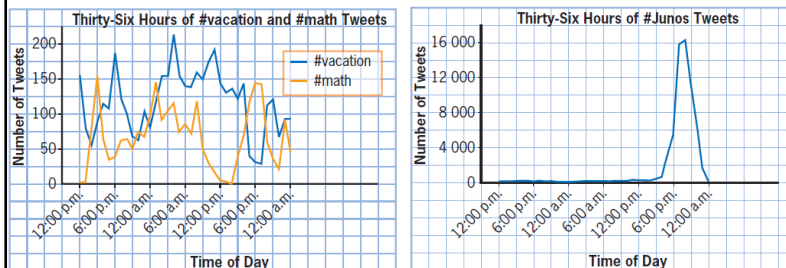 Thirty-Six Hours of #vacation and #math Tweets
Number of Tweets
200
150
100
50
0
#vacation
#math
12:00 p.m.
6:00 p.m.
12:00 a.m.
6:00 a.m.
12:00 p.m.
6:00 p.m.
12:00 a.m.
Time of Day
Thirty-Six Hours of #Junos Tweets
Number of Tweets
16 000
12 000
8 000
4 000
0
12:00 p.m.
6:00 p.m.
12:00 a.m.
6:00 a.m.
12:00 p.m.
6:00 p.m.
12:00 a.m.
Time of Day